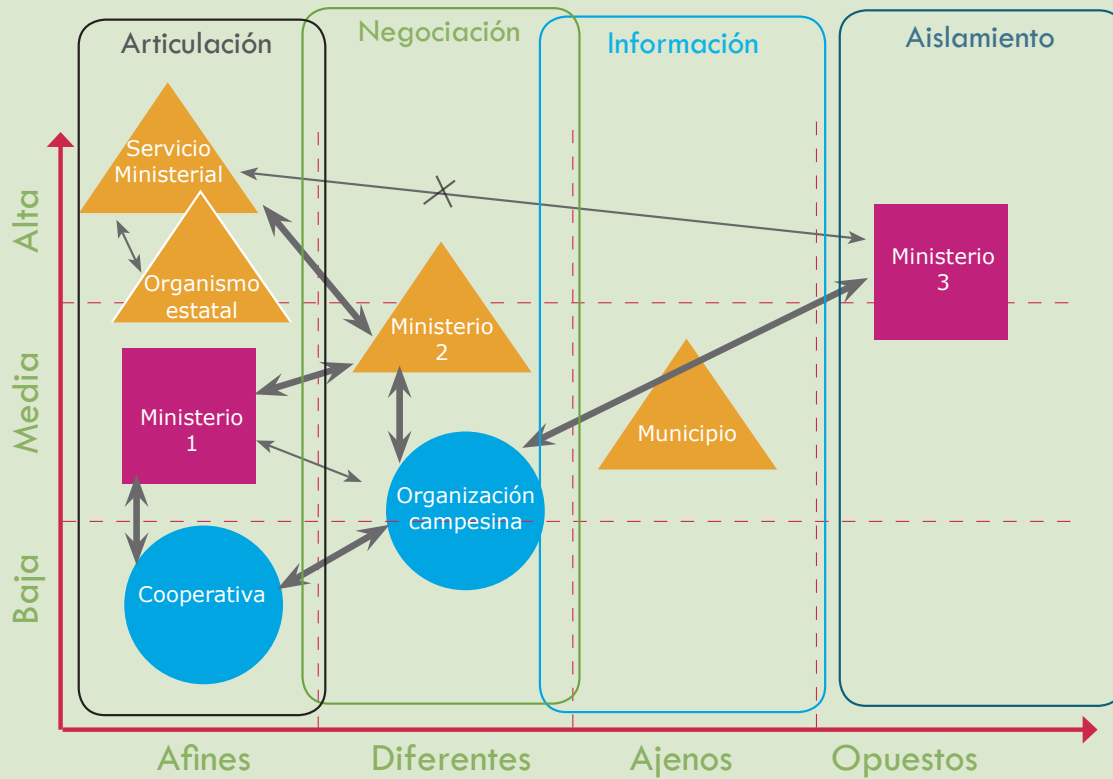 Articulación
Negociación
Información
Aislamiento
Servicio
Ministerial
Organismo
estatal
Ministerio
2
Ministerio
3
Ministerio
1
Municipio
Organización
campesina
Cooperativa
Alta
Media
Baja
Afines
Diferentes
Ajenos
Opuestos